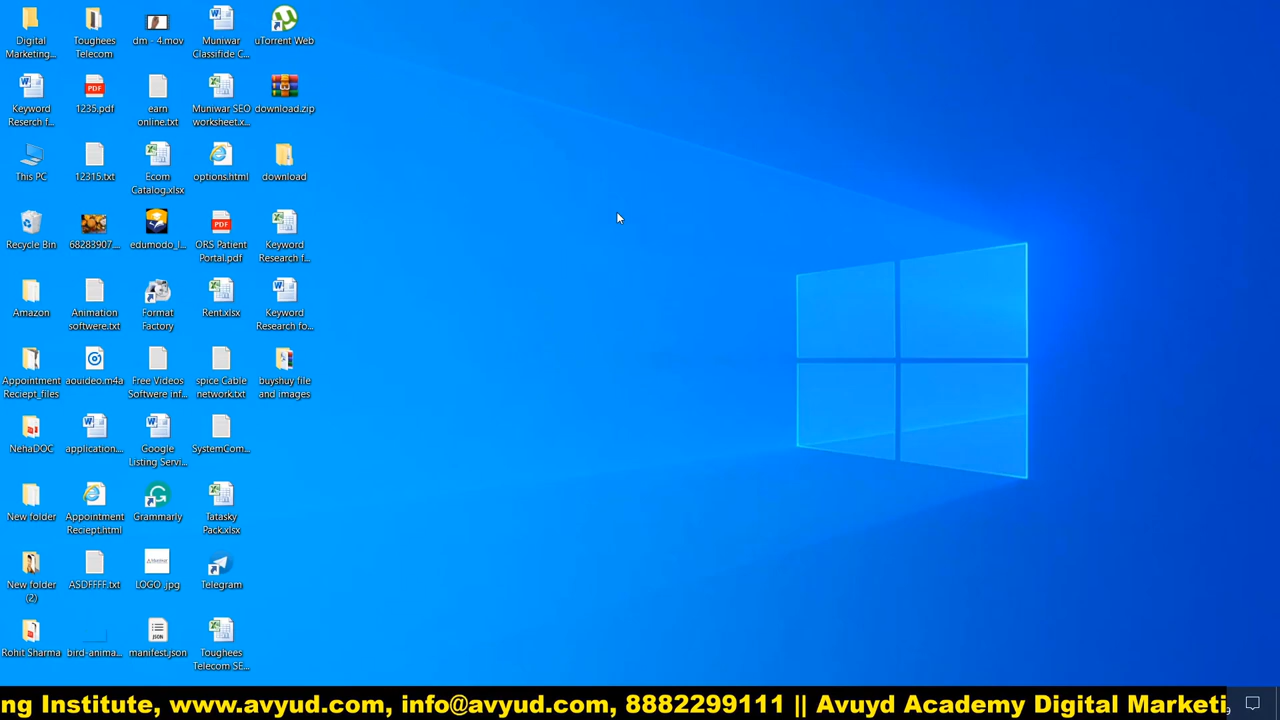 Digital
Marketing...
Toughees
Telecom
dm - 4.mov
Muniwar
Classifide C...
uTorrent Web
Keyword
Reserch f...
1235.pdf
earn
online.txt
Muniwar SEO
worksheet.x...
download.zip
This PC
12315.txt
Ecom
Catalog.xlsx
options.html
download
Recycle Bin
68283907_...
edumodo_l...
ORS Patient
Portal.pdf
Keyword
Research f...
Amazon
Animation
softwere.txt
Format
Factory
Rent.xlsx
Keyword
Research fo...
Appointment
Reciept_files
aouideo.m4a
Free Videos
Softwere inf...
spice Cable
network.txt
buyshuy file
and images
NehaDOC
application...
Google
Listing Servi...
SystemCom...
New folder
Appointment
Reciept.html
Grammarly
Tatasky
Pack.xlsx
New folder
(2)
ASDFFFF.txt
LOGO .jpg
Telegram
Rohit Sharma
bird-anima...
manifest.json
Toughees
Telecom SE...
ng Institute, www.avyud.com, info@avyud.com, 8882299111 || Avuyd Academy Digital Marketi